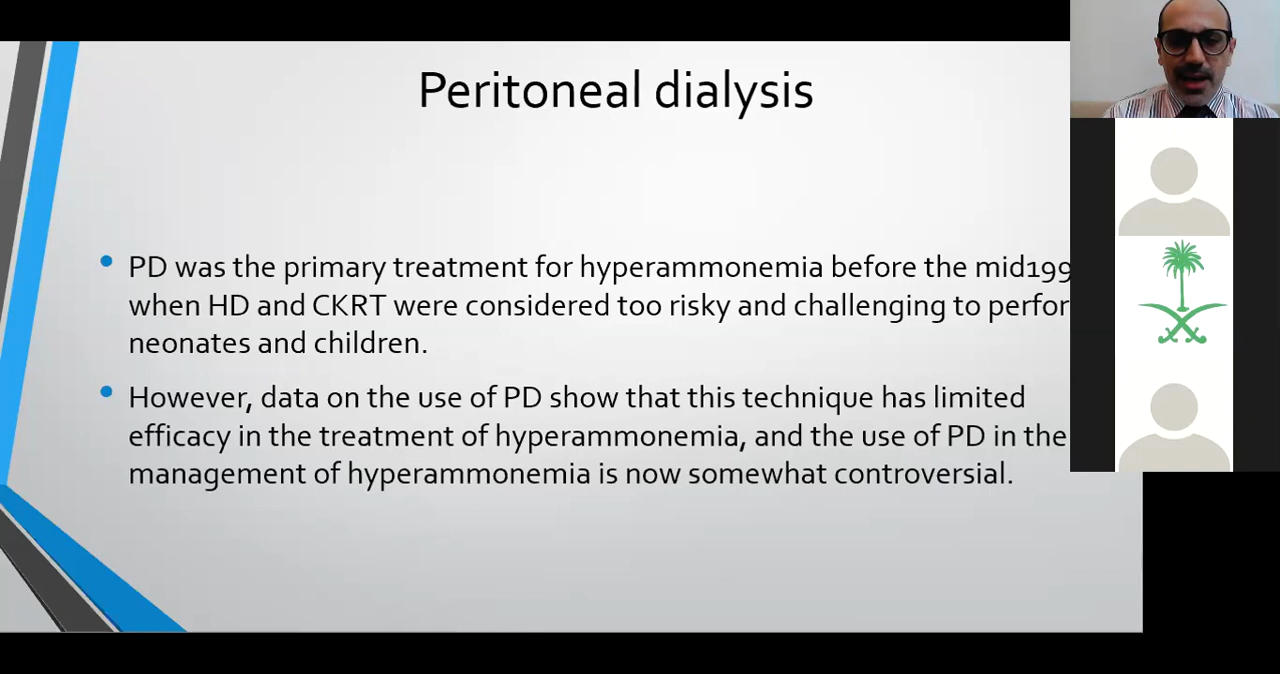 Peritoneal dialysis
PD was the primary treatment for hyperammonemia before the
when HD and CKRT were considered too risky and challenging to
neonates and children.
However, data on the use of PD show that this technique has limited
efficacy in the treatment of hyperammonemia, and the use of PD in the
management of hyperammonemia is now somewhat controversial.